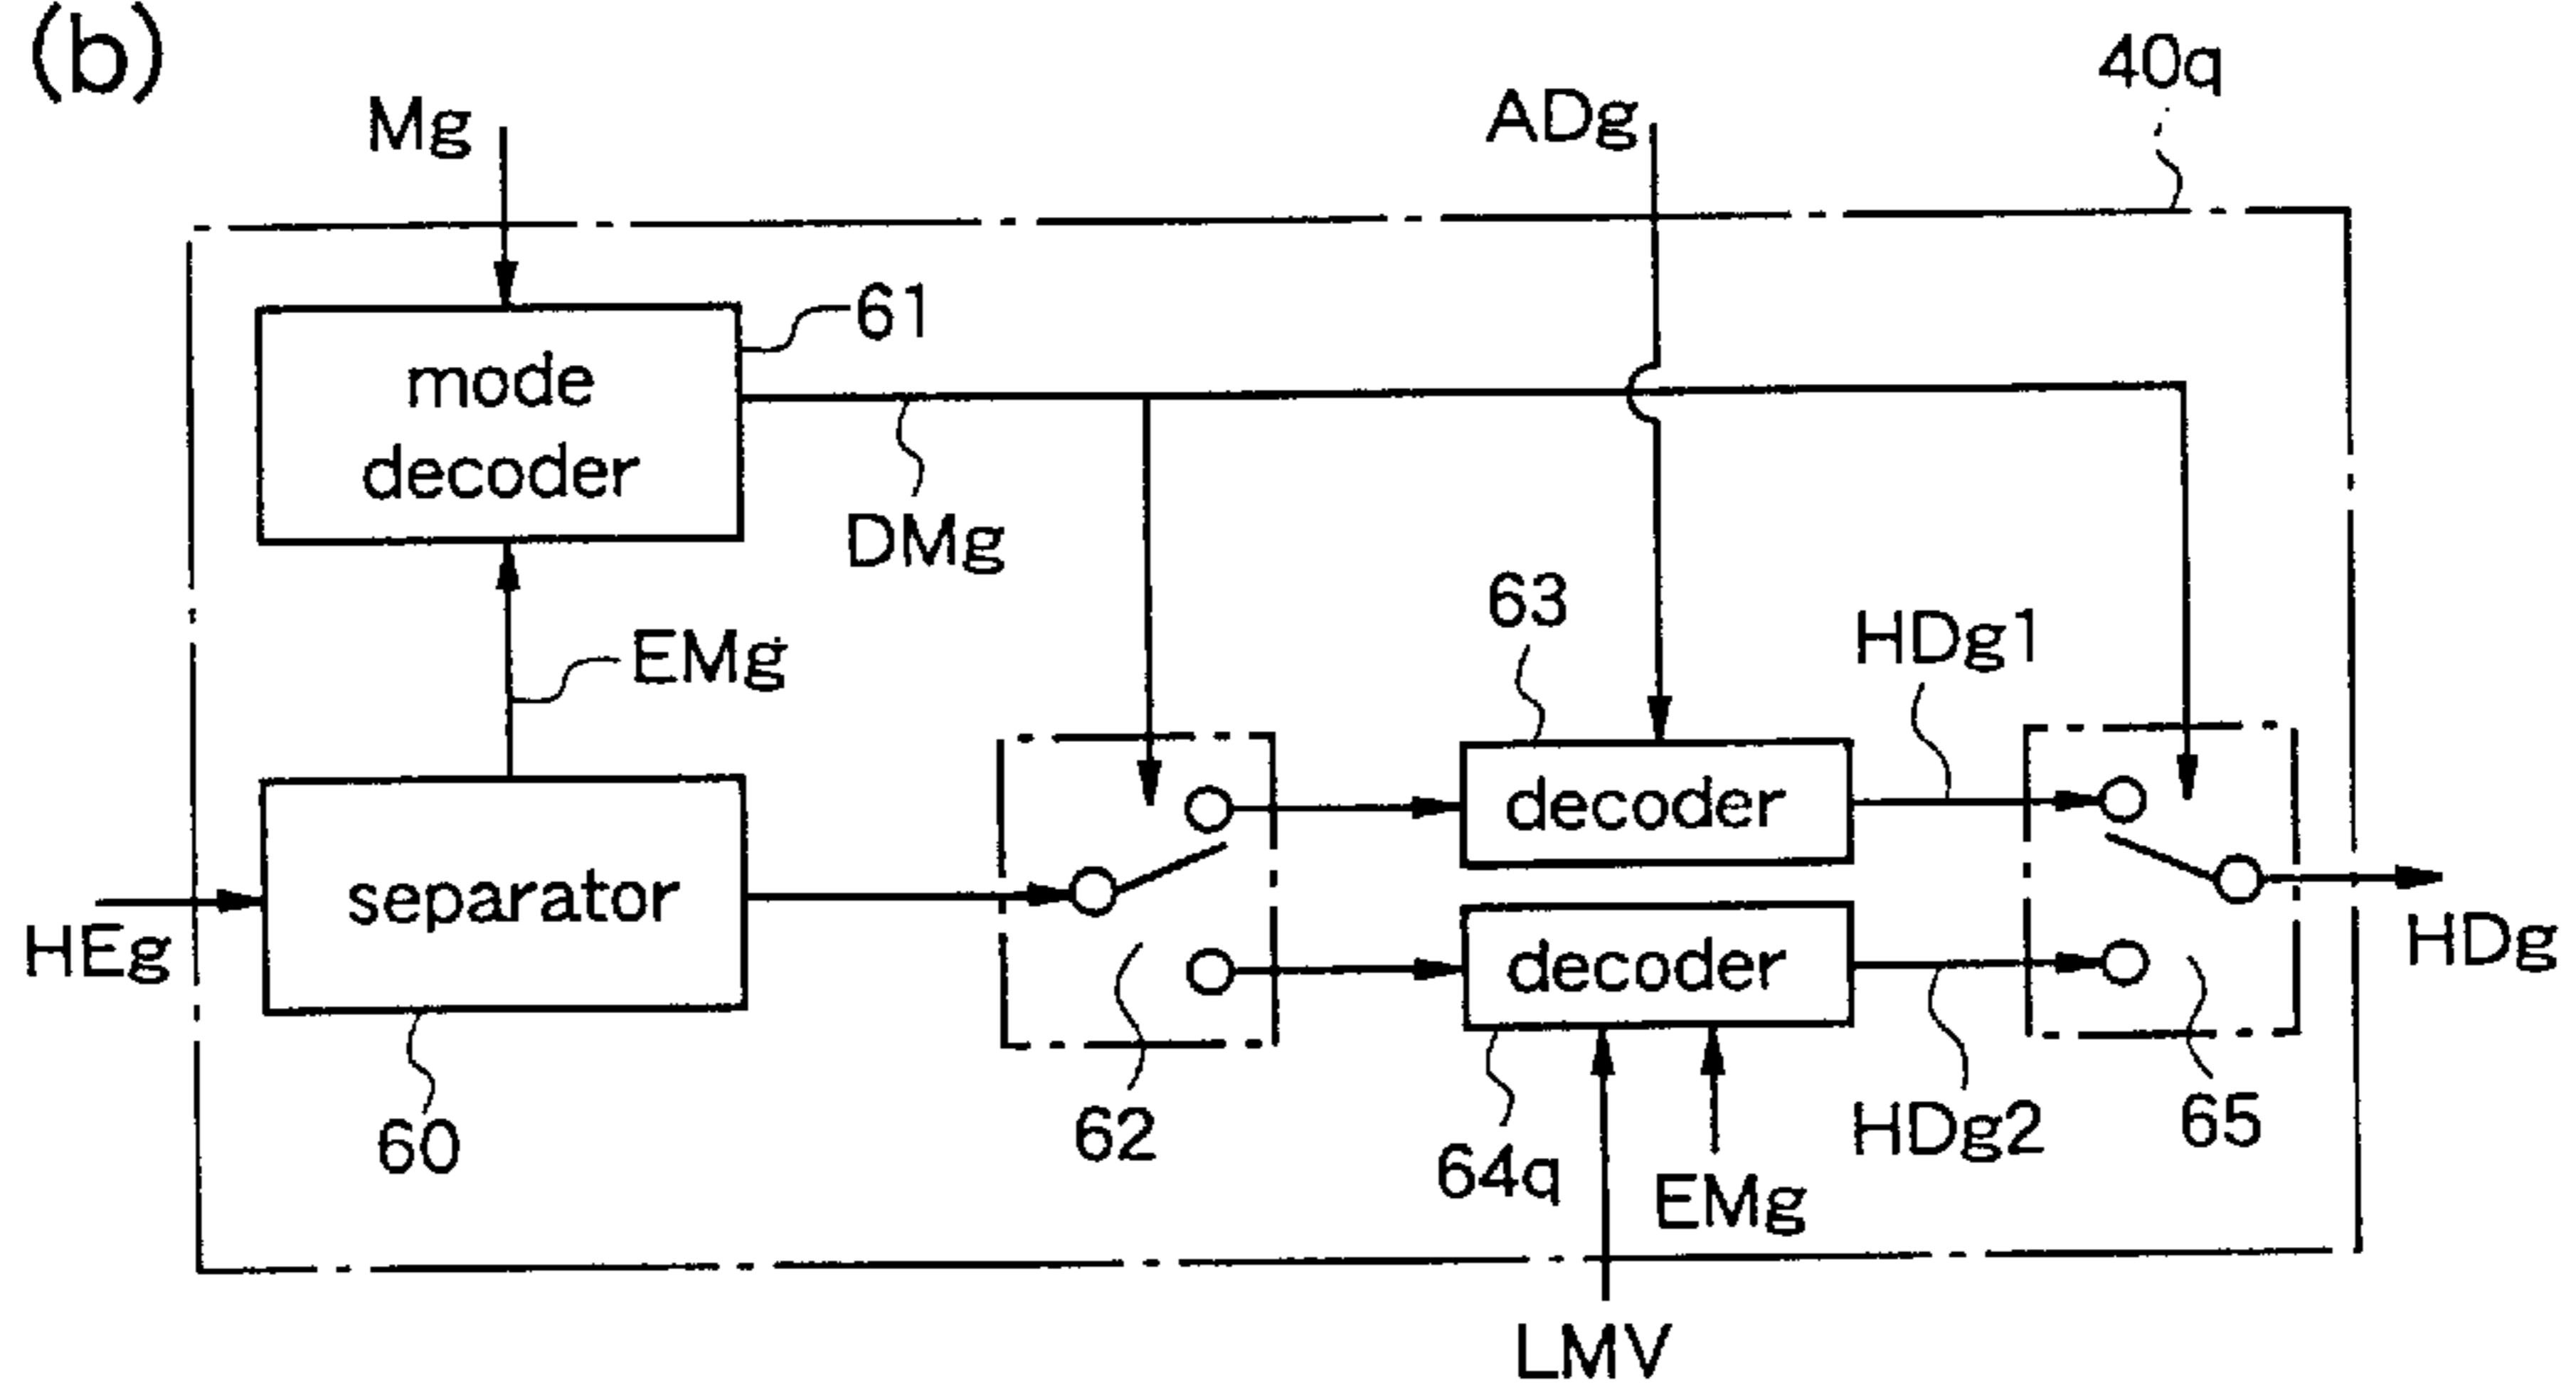 (b)
40q
Mg
ADg
61
mode
decoder
DMg
63
HDg1
EMg
decoder
separator
HEg
HDg
decoder
62
65
60
64q
EMg
HDg2
LMV